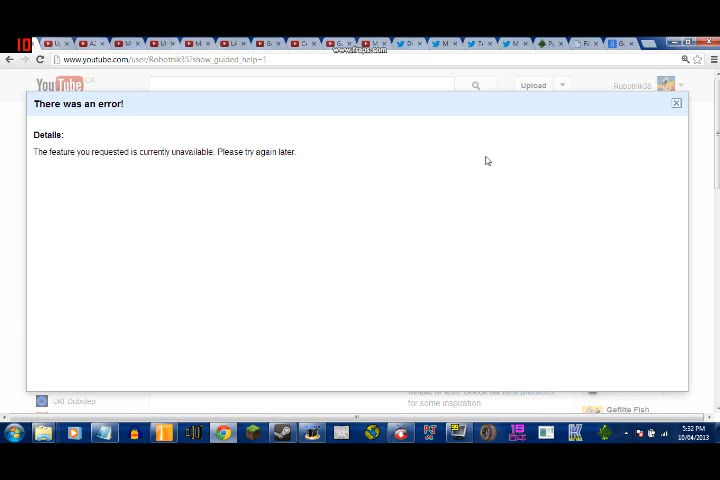 10
www.fraps.com
www.youtube.com/user/Robotnik35?show_guided_help=1
YouTube CA
Upload
Robotnik35
There was an error!
Details:
The feature you requested is currently unavailable. Please try again later.
UKF Dubstep
for some inspiration.
Gefilte Fish
5:32 PM
10/04/2013